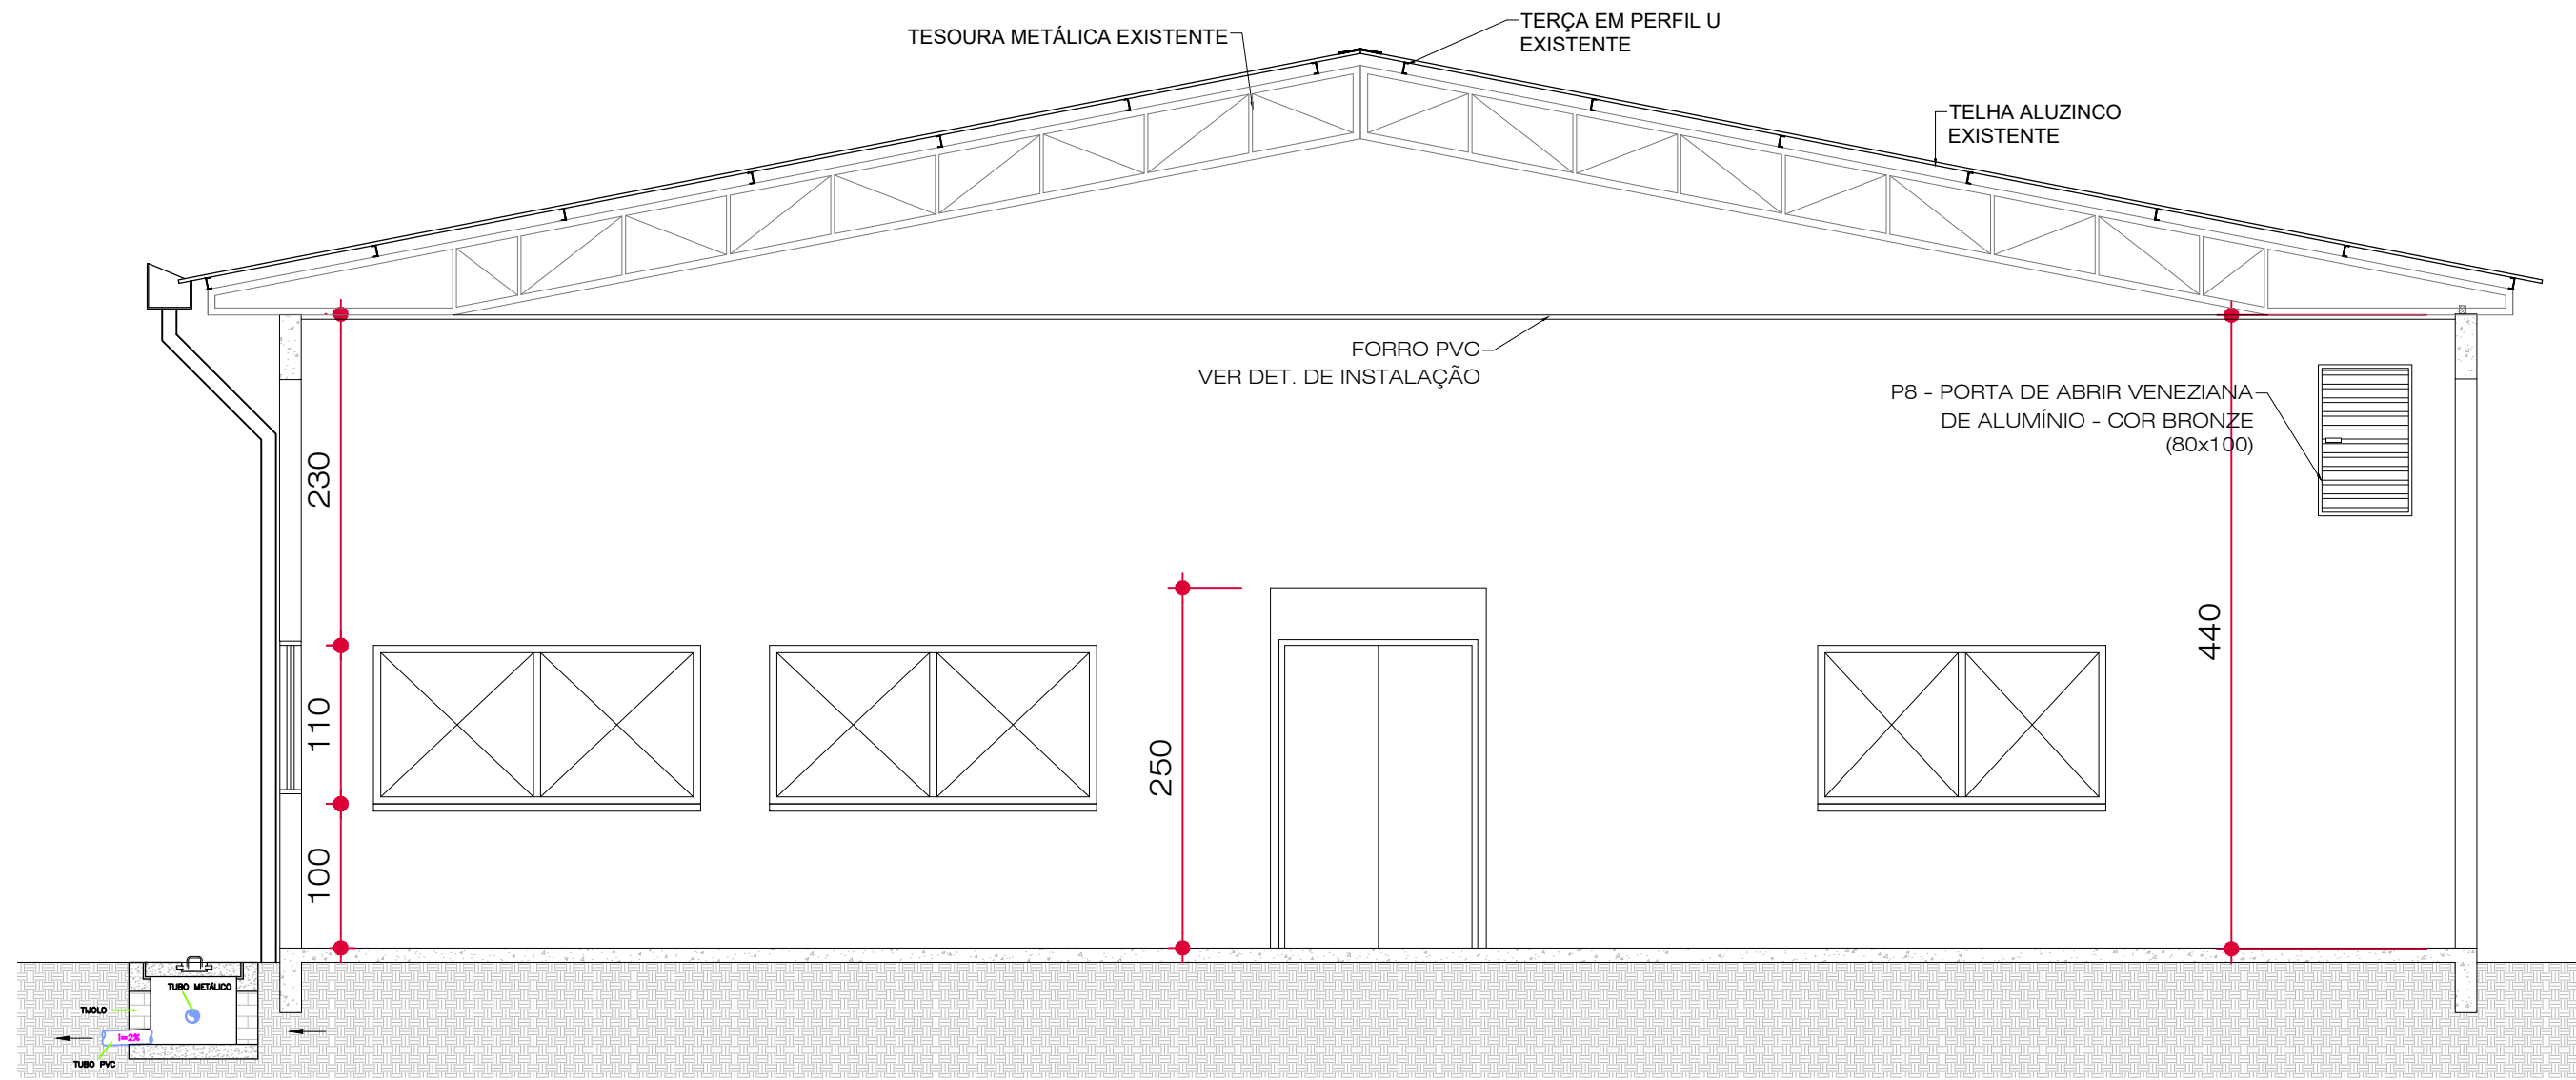 TESOURA METÁLICA EXISTENTE
TERÇA EM PERFIL U
EXISTENTE
TELHA ALUZINCO
EXISTENTE
FORRO PVC
VER DET. DE INSTALAÇÃO
P8 - PORTA DE ABRIR VENEZIANA
DE ALUMÍNIO - COR BRONZE
(80x100)
230
110
100
250
440
TUBO METÁLICO
TIJOLO
i=2%
TUBO PVC